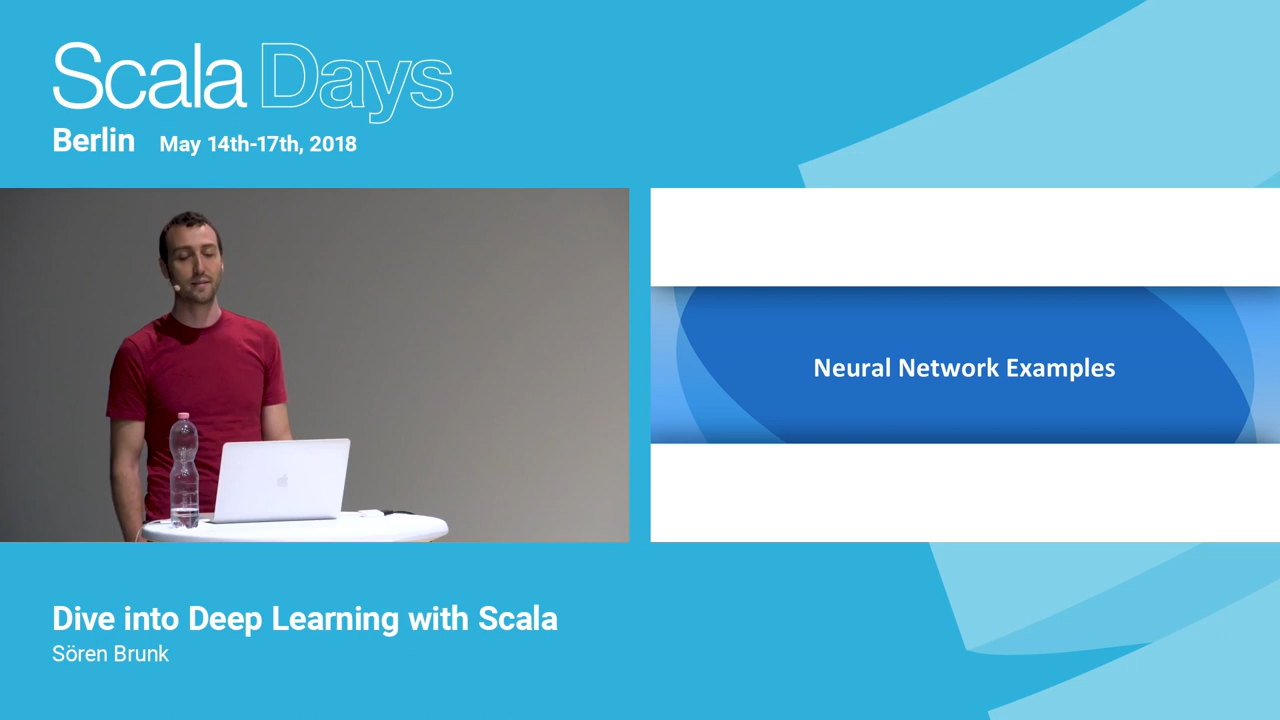 Scala Days
Berlin May 14th-17th, 2018
Neural Network Examples
Dive into Deep Learning with Scala
Sören Brunk